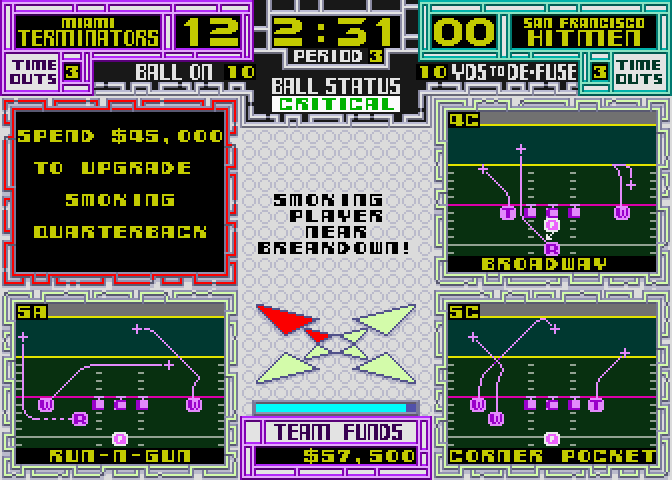 MIAMI
TERMINATORS
12
2:31
PERIOD 3
00
SAN FRANCISCO
HITMEN
TIME
OUTS
3
BALL ON 10
BALL STATUS
CRITICAL
10 YDS TO DE-FUSE
3
TIME
OUTS
SPEND $45,000
TO UPGRADE
SMOKING
QUARTERBACK
SMOKING
PLAYER
NEAR
BREAKDOWN!
4C
T
W
Q
R
BROADWAY
5A
W
W
R
Q
RUN-N-GUN
5C
W
W
T
Q
CORNER POCKET
TEAM FUNDS
$57,500